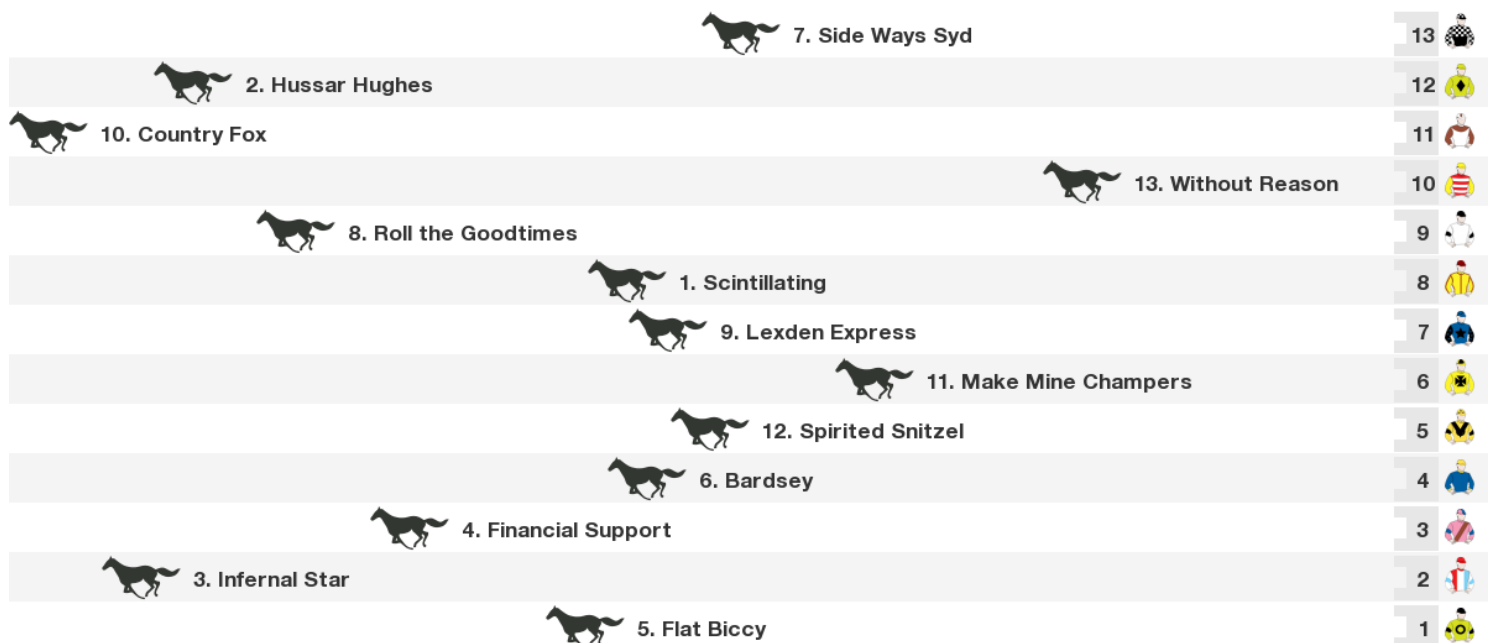 7. Side Ways Syd 13
2. Hussar Hughes 12
10. Country Fox 11
13. Without Reason 10
8. Roll the Goodtimes 9
1. Scintillating 8
9. Lexden Express 7
11. Make Mine Champers 6
12. Spirited Snitzel 5
6. Bardsey 4
4. Financial Support 3
3. Infernal Star 2
5. Flat Biccy 1